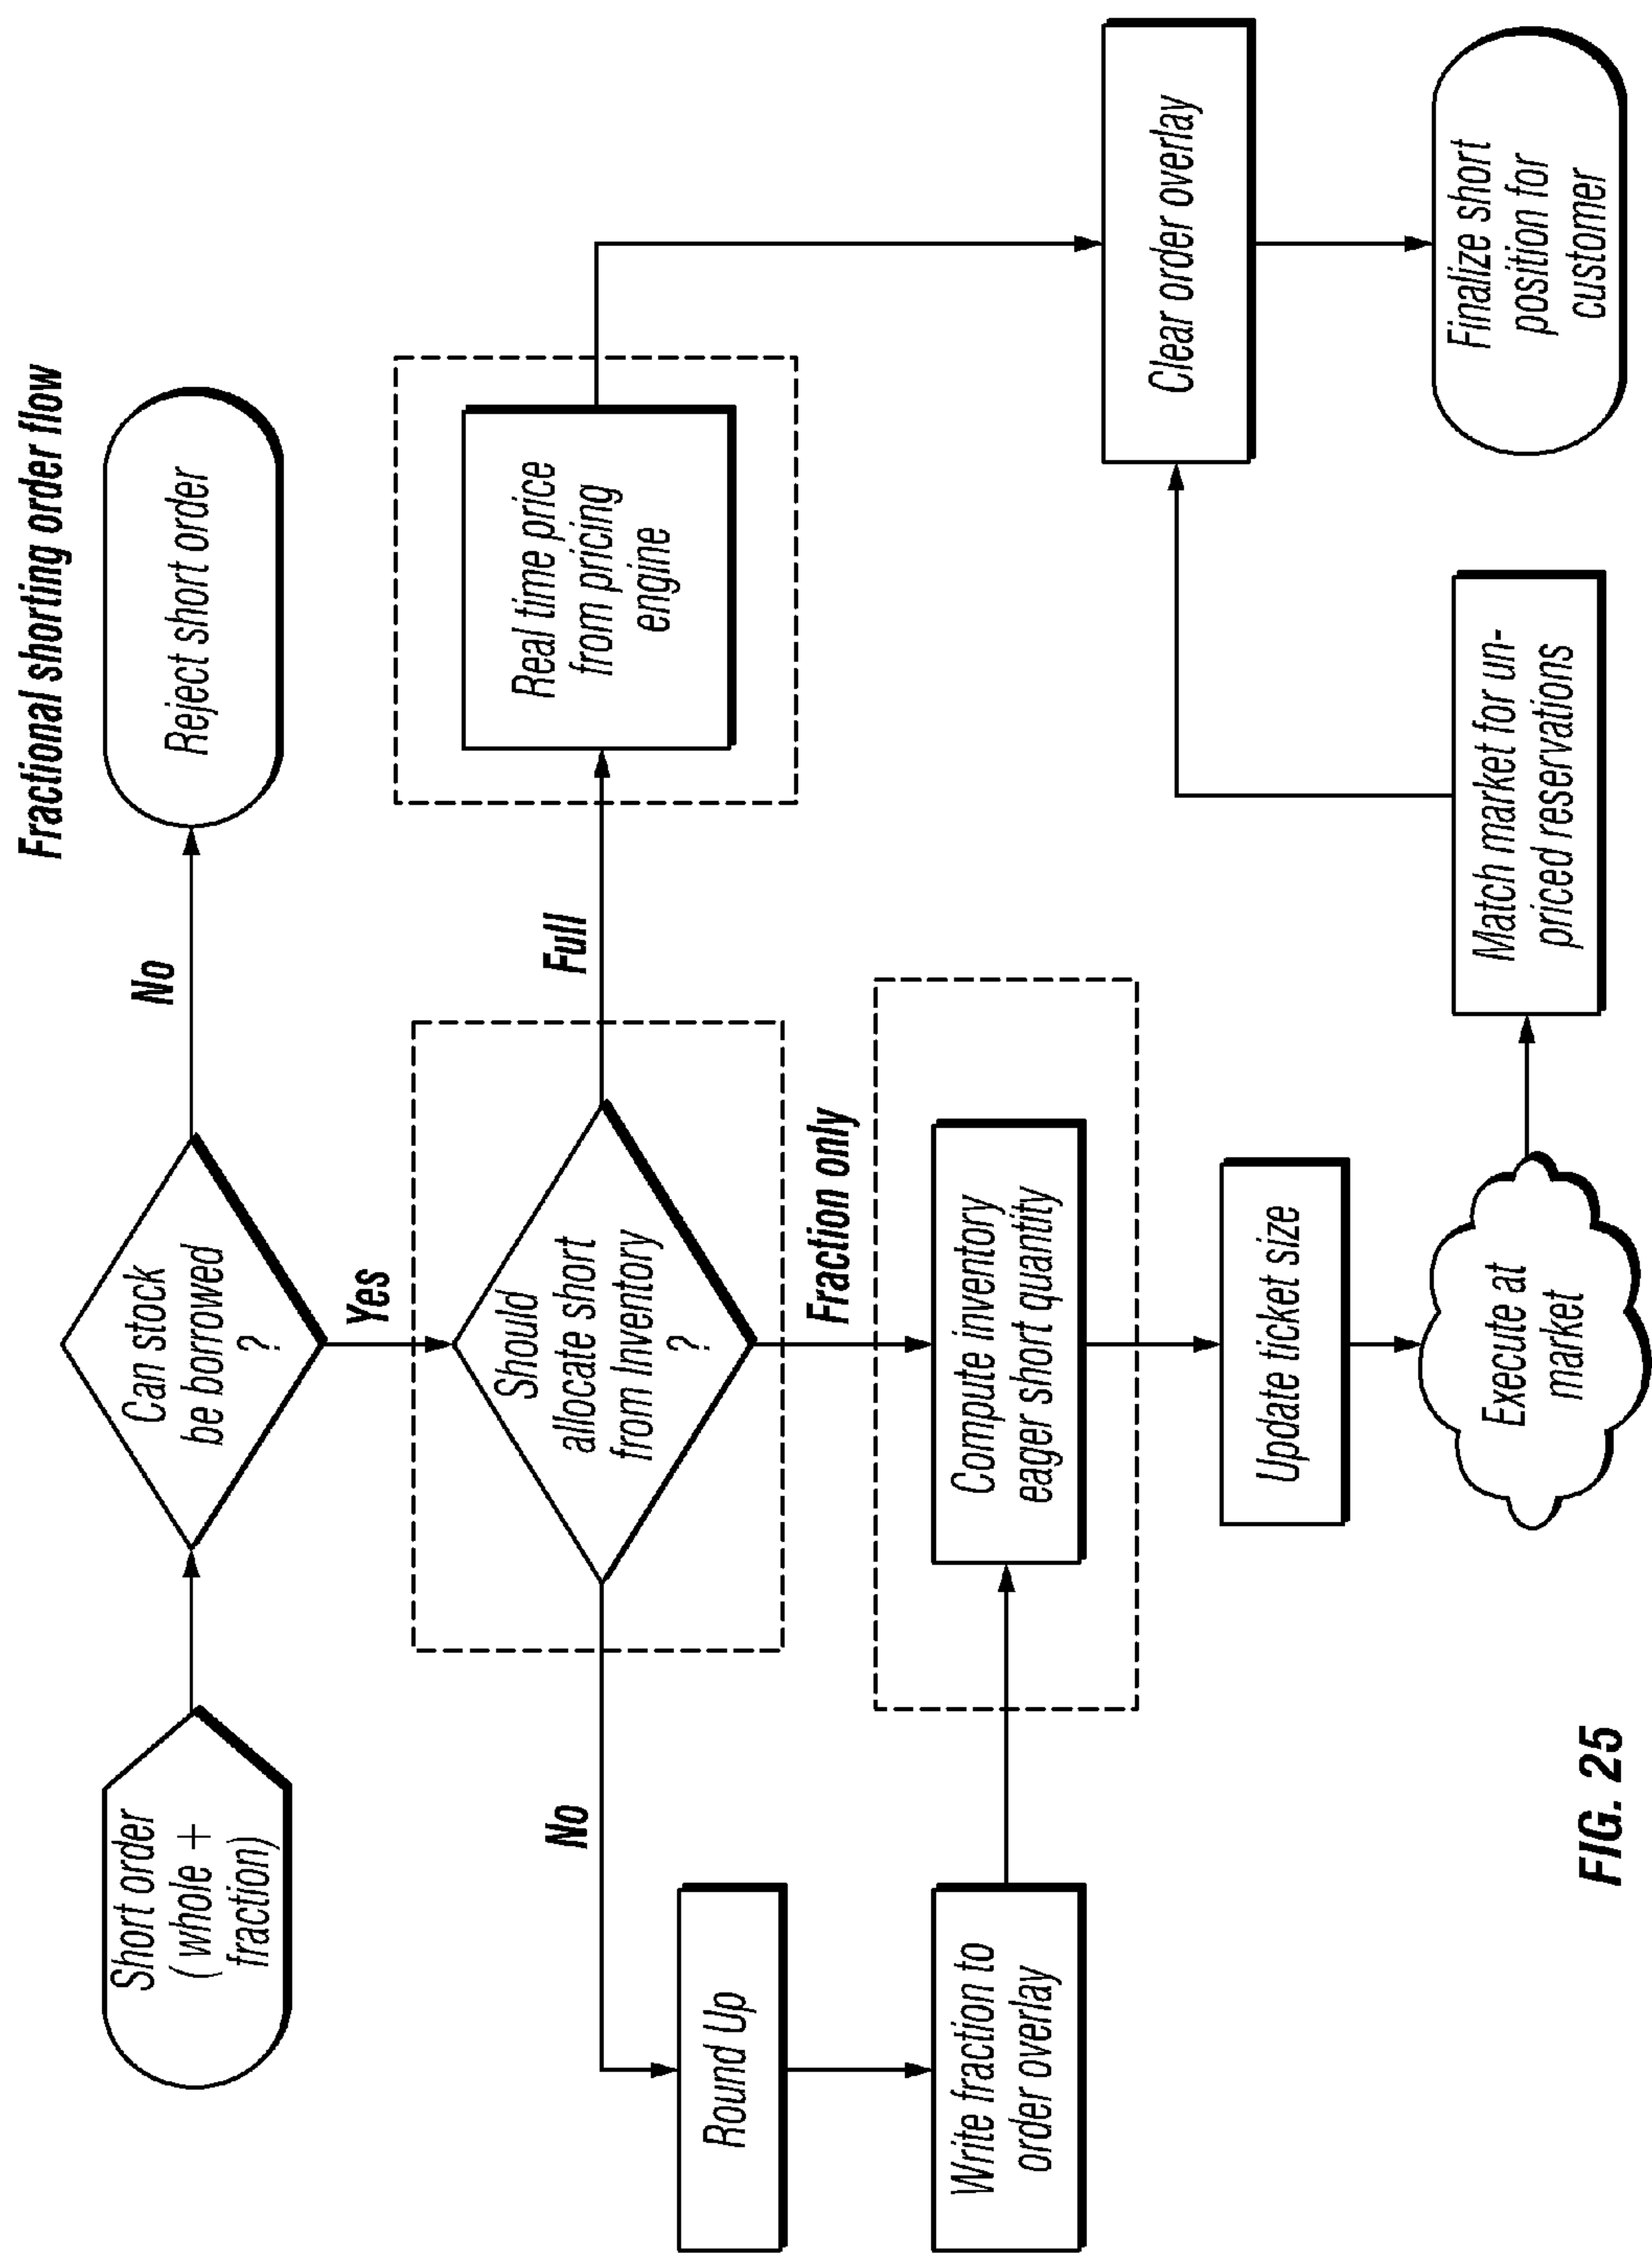 Fractional shorting order flow
Short order
(whole +
fraction)
Can stock
be borrowed
?
No
Reject short order
Yes
Should
allocate short
from Inventory
?
No
Full
Real time price
from pricing
engine
Fraction only
Round Up
Write fraction to
order overlay
Compute inventory
eager short quantity
Update ticket size
Execute at
market
Match market for un-
priced reservations
Clear order overlay
Finalize short
position for
customer
FIG. 25